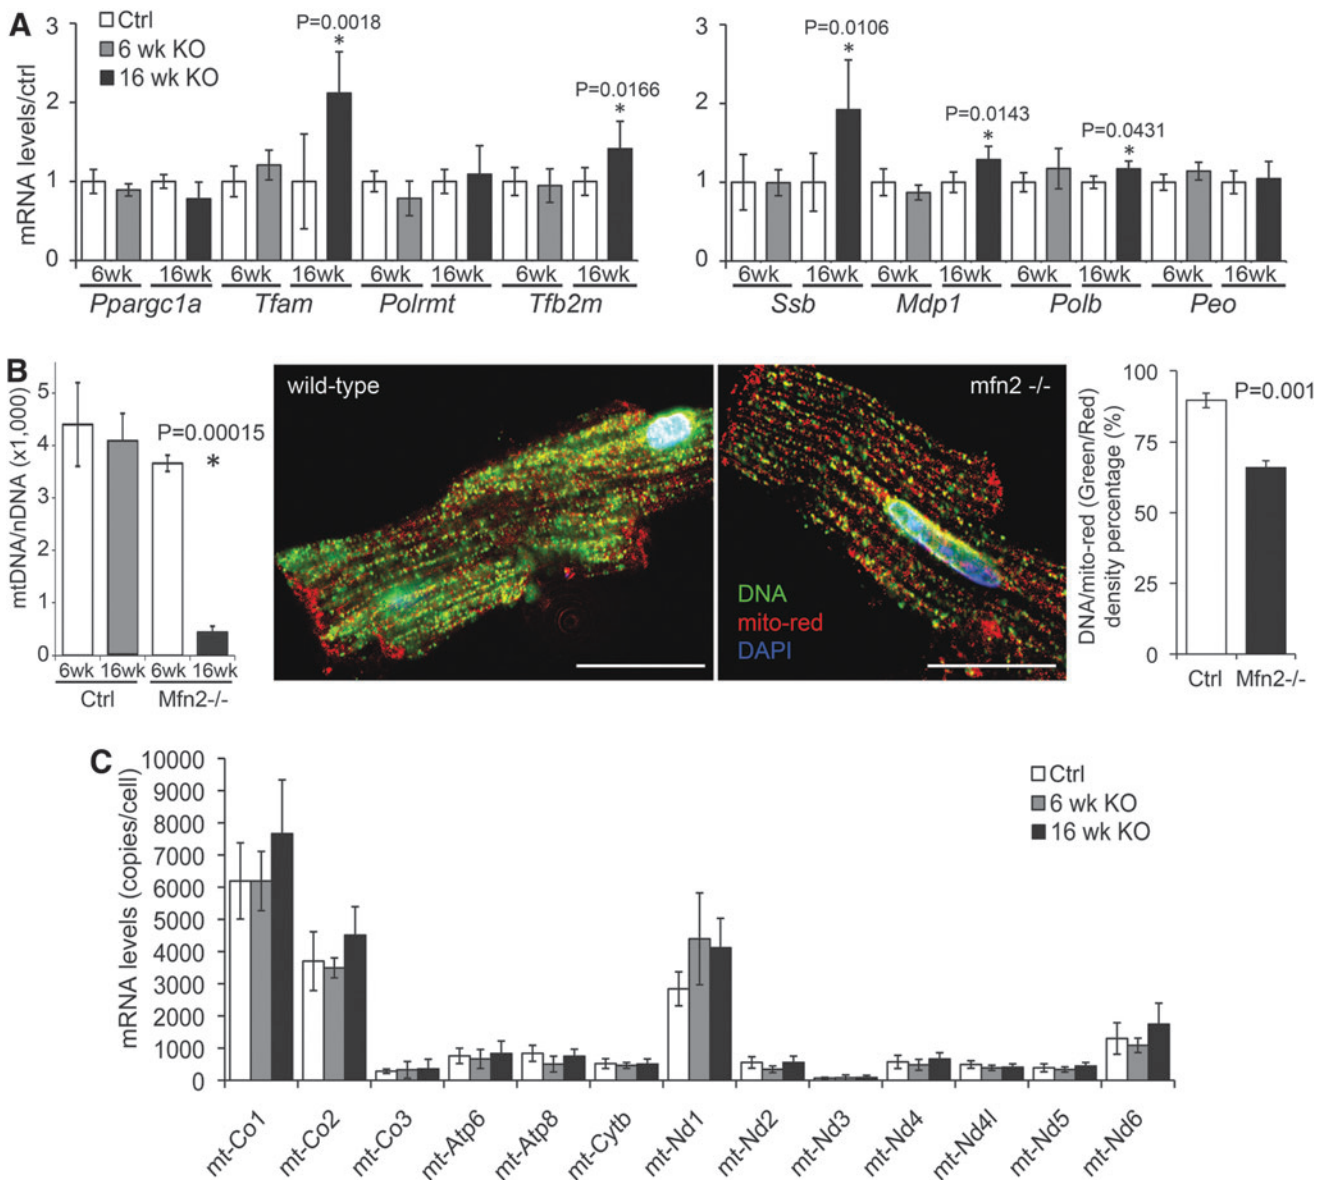 A
Ctrl
6 wk KO
16 wk KO
mRNA levels/ctrl
3
2
1
0
P=0.0018
*
P=0.0166
*
6wk 16wk 6wk 16wk 6wk 16wk 6wk 16wk
Ppargc1a Tfam Polrmt Tfb2m
3
2
1
0
P=0.0106
*
P=0.0143
*
P=0.0431
*
6wk 16wk 6wk 16wk 6wk 16wk 6wk 16wk
Ssb Mdp1 Polb Peo
B
mtDNA/nDNA (x1,000)
5
4
3
2
1
0
P=0.00015
*
6wk 16wk 6wk 16wk
Ctrl Mfn2-/-
wild-type
mfn2 -/-
DNA
mito-red
DAPI
DNA/mito-red (Green/Red)
density percentage (%)
100
75
50
25
0
P=0.001
Ctrl Mfn2-/-
C
mRNA levels (copies/cell)
10000
9000
8000
7000
6000
5000
4000
3000
2000
1000
0
Ctrl
6 wk KO
16 wk KO
mt-Co1
mt-Co2
mt-Co3
mt-Atp6
mt-Atp8
mt-Cytb
mt-Nd1
mt-Nd2
mt-Nd3
mt-Nd4
mt-Nd4l
mt-Nd5
mt-Nd6